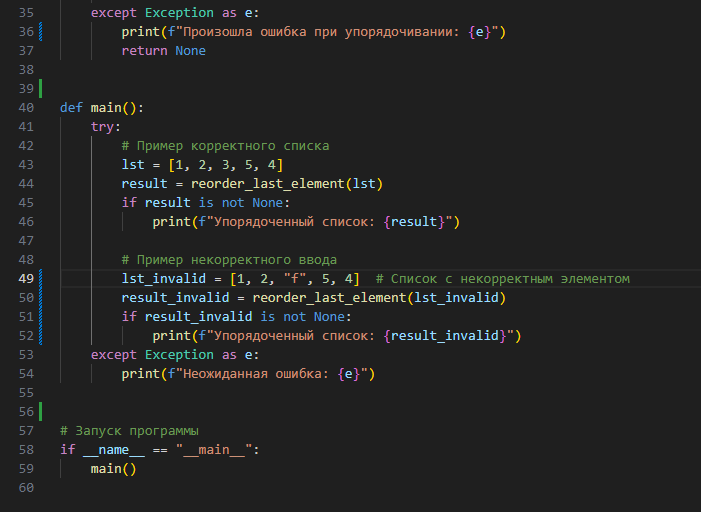 35 except Exception as e:
36 print(f"Произошла ошибка при упорядочивании: {e}")
37 return None
38
39
40 def main():
41 try:
42 # Пример корректного списка
43 lst = [1, 2, 3, 5, 4]
44 result = reorder_last_element(lst)
45 if result is not None:
46 print(f"Упорядоченный список: {result}")
47
48 # Пример некорректного ввода
49 lst_invalid = [1, 2, "f", 5, 4]  # Список с некорректным элементом
50 result_invalid = reorder_last_element(lst_invalid)
51 if result_invalid is not None:
52 print(f"Упорядоченный список: {result_invalid}")
53 except Exception as e:
54 print(f"Неожиданная ошибка: {e}")
55
56
57 # Запуск программы
58 if __name__ == "__main__":
59 main()
60